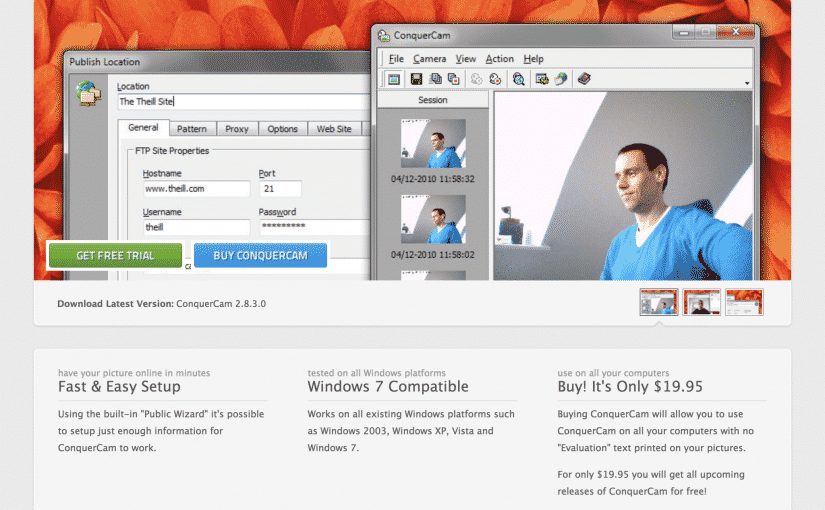 ConquerCam
Publish Location
File Camera View Action Help
Location
The Theill Site
Session
General Pattern Proxy Options Web Site
FTP Site Properties
Hostname Port
www.theill.com 21
04/12-2010 11:58:32
Username Password
theill *********
GET FREE TRIAL
BUY CONQUERCAM
04/12-2010 11:58:02
Download Latest Version: ConquerCam 2.8.3.0
have your picture online in minutes
Fast & Easy Setup
Using the built-in "Public Wizard" it's possible
to setup just enough information for
ConquerCam to work.
tested on all Windows platforms
Windows 7 Compatible
Works on all existing Windows platforms such
as Windows 2003, Windows XP, Vista and
Windows 7.
use on all your computers
Buy! It's Only $19.95
Buying ConquerCam will allow you to use
ConquerCam on all your computers with no
"Evaluation" text printed on your pictures.
For only $19.95 you will get all upcoming
releases of ConquerCam for free!